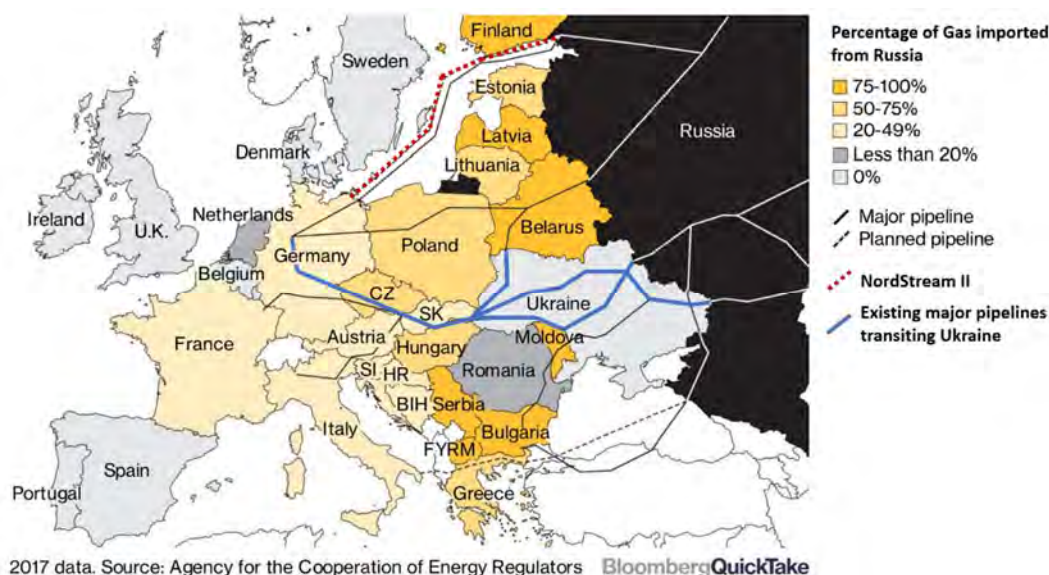 Finland
Sweden
Estonia
Russia
Latvia
Denmark
Lithuania
Ireland
Netherlands
U.K.
Belarus
Poland
Germany
Belgium
CZ
Ukraine
SK
France
Austria
Moldova
Hungary
Romania
SI
HR
BIH
Serbia
Italy
Bulgaria
FYRM
Spain
Portugal
Greece
Percentage of Gas imported
from Russia
75-100%
50-75%
20-49%
Less than 20%
0%
Major pipeline
Planned pipeline
NordStream II
Existing major pipelines
transiting Ukraine
2017 data. Source: Agency for the Cooperation of Energy Regulators
BloombergQuickTake